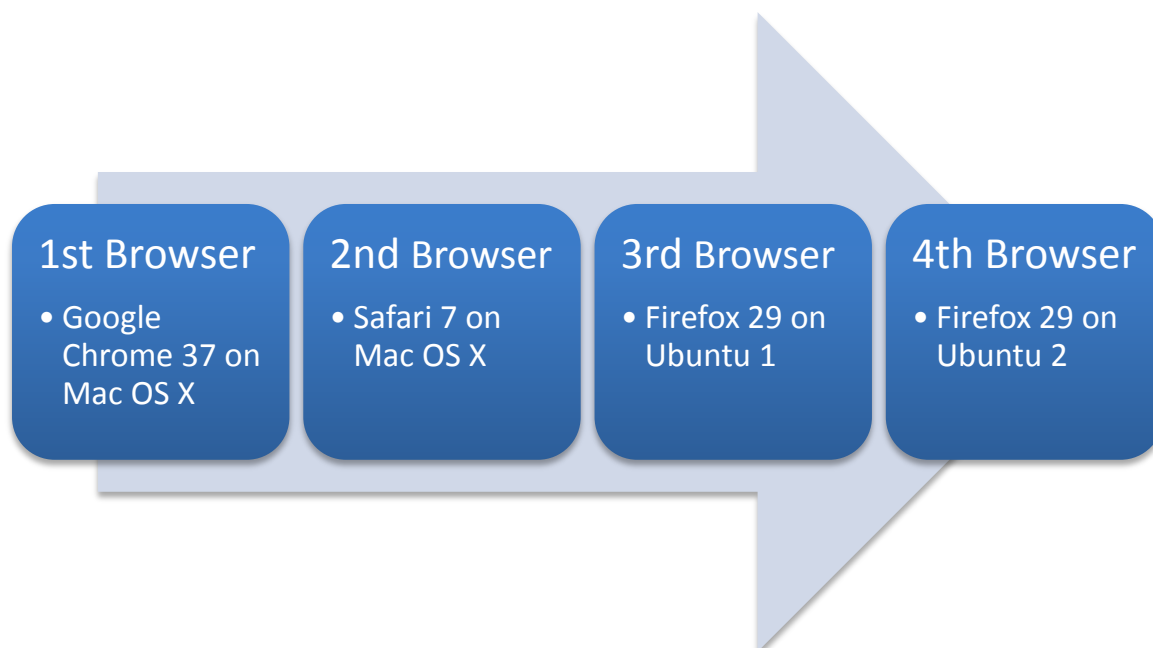 1st Browser
• Google
Chrome 37 on
Mac OS X
2nd Browser
• Safari 7 on
Mac OS X
3rd Browser
• Firefox 29 on
Ubuntu 1
4th Browser
• Firefox 29 on
Ubuntu 2